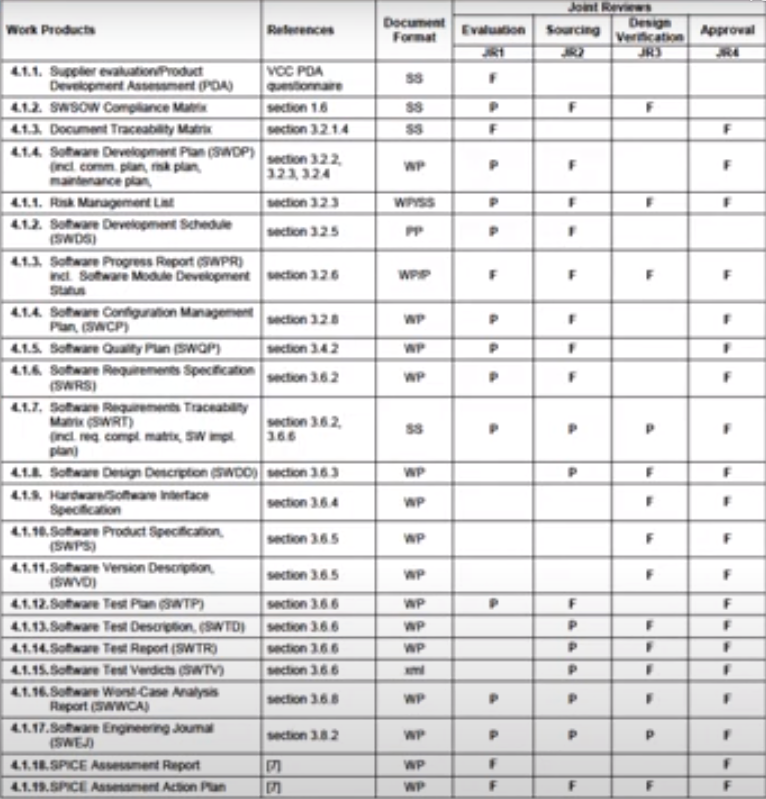 Joint Reviews
Work Products References Document Format Evaluation Sourcing Design Verification Approval
JR1 JR2 JR3 JR4
4.1.1. Supplier evaluation/Product Development Assessment (PDA) VCC PDA questionnaire SS F
4.1.2. SWSOW Compliance Matrix section 1.6 SS P F F
4.1.3. Document Traceability Matrix section 3.2.1.4 SS F F
4.1.4. Software Development Plan (SWDP) (incl. comm. plan, risk plan, maintenance plan, section 3.2.2, 3.2.3, 3.2.4 WP P F F
4.1.1. Risk Management List section 3.2.3 WP/SS P F F F
4.1.2. Software Development Schedule (SWDS) section 3.2.5 PP P F
4.1.3. Software Progress Report (SWPR) incl. Software Module Development Status section 3.2.6 WP/P F F F F
4.1.4. Software Configuration Management Plan, (SWCP) section 3.2.8 WP P F F
4.1.5. Software Quality Plan (SWQP) section 3.4.2 WP P F F
4.1.6. Software Requirements Specification (SWRS) section 3.6.2 WP P F F
4.1.7. Software Requirements Traceability Matrix (SWRT) (incl. req. compl. matrix, SW impl. plan) section 3.6.2, 3.6.6 SS P P P F
4.1.8. Software Design Description (SWDD) section 3.6.3 WP P F F
4.1.9. Hardware/Software Interface Specification section 3.6.4 WP F F
4.1.10. Software Product Specification, (SWPS) section 3.6.5 WP F F
4.1.11. Software Version Description, (SWVD) section 3.6.5 WP F F
4.1.12. Software Test Plan (SWTP) section 3.6.6 WP P F F
4.1.13. Software Test Description, (SWTD) section 3.6.6 WP P F F
4.1.14. Software Test Report (SWTR) section 3.6.6 WP P F F
4.1.15. Software Test Verdicts (SWTV) section 3.6.6 xml P F F
4.1.16. Software Worst-Case Analysis Report (SWWCA) section 3.6.8 WP P P F F
4.1.17. Software Engineering Journal (SWEJ) section 3.8.2 WP P P P F
4.1.18. SPICE Assessment Report [7] WP F F
4.1.19. SPICE Assessment Action Plan [7] WP F F F F